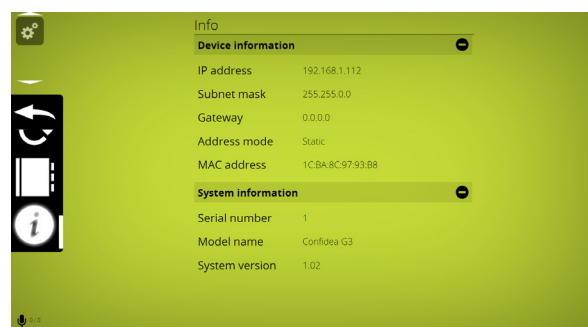 Info
Device information
IP address 192.168.1.112
Subnet mask 255.255.0.0
Gateway 0.0.0.0
Address mode Static
MAC address 1C:BA:8C:97:93:B8
System information
Serial number 1
Model name Confidea G3
System version 1.02
i